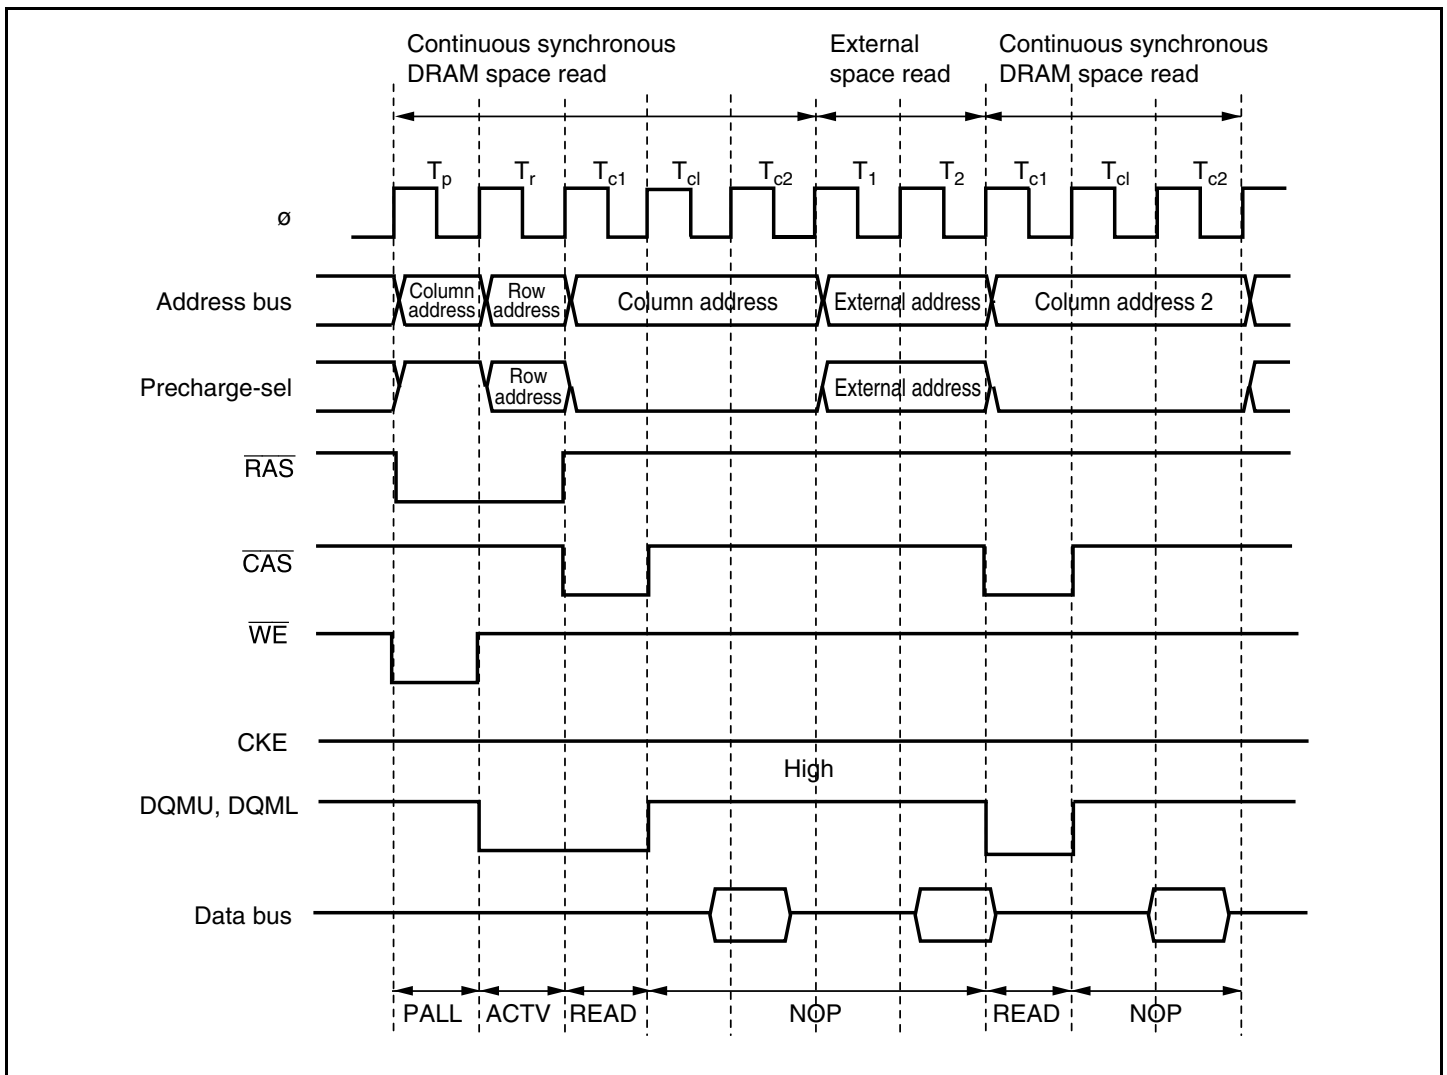 Continuous synchronous
DRAM space read
External
space read
Continuous synchronous
DRAM space read
Tp Tr Tc1 Tcl Tc2 T1 T2 Tc1 Tcl Tc2
ø
Address bus
Column
address
Row
address
Column address
External address
Column address 2
Precharge-sel
Row
address
External address
RAS
CAS
WE
CKE
High
DQMU, DQML
Data bus
PALL ACTV READ NOP READ NOP